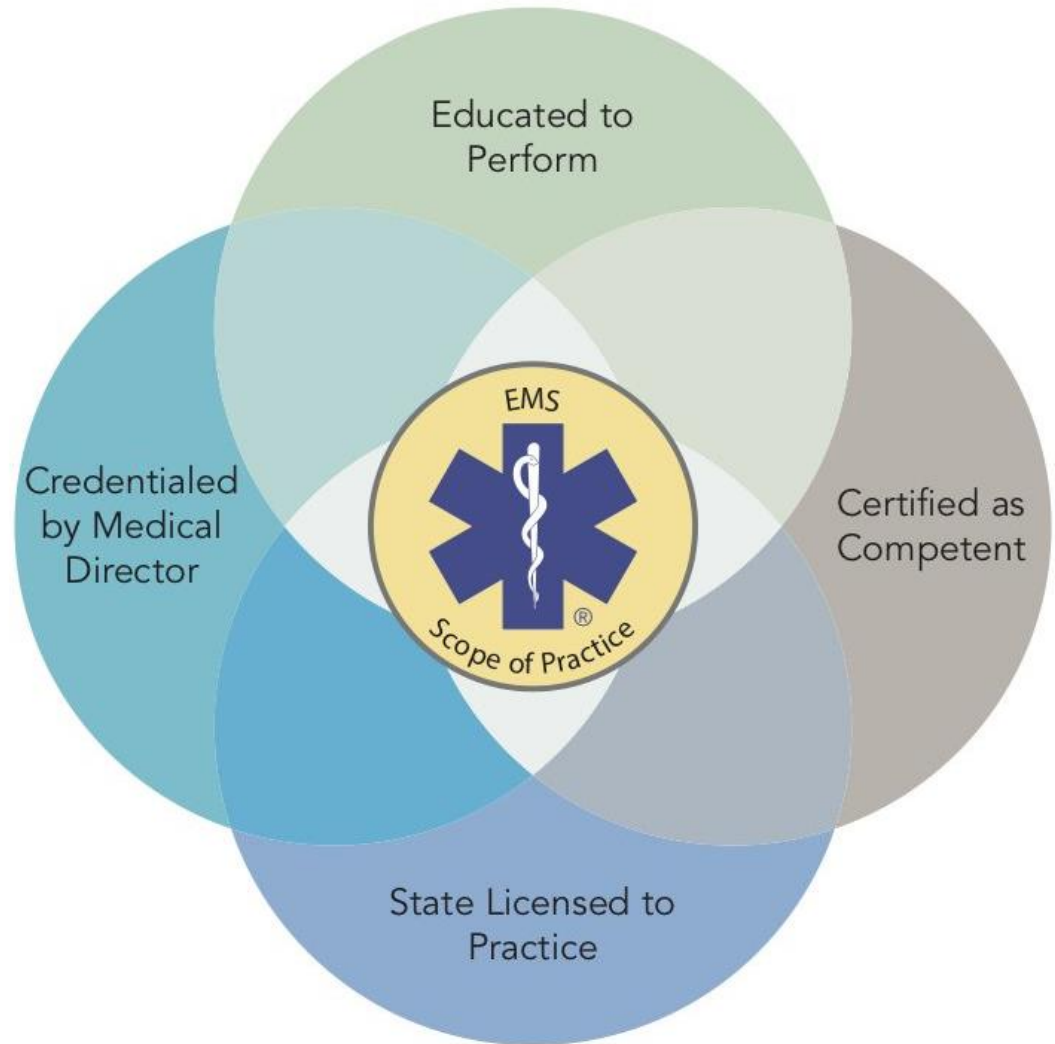 Educated to
Perform
Credentialed
by Medical
Director
EMS
®
Scope of Practice
Certified as
Competent
State Licensed to
Practice